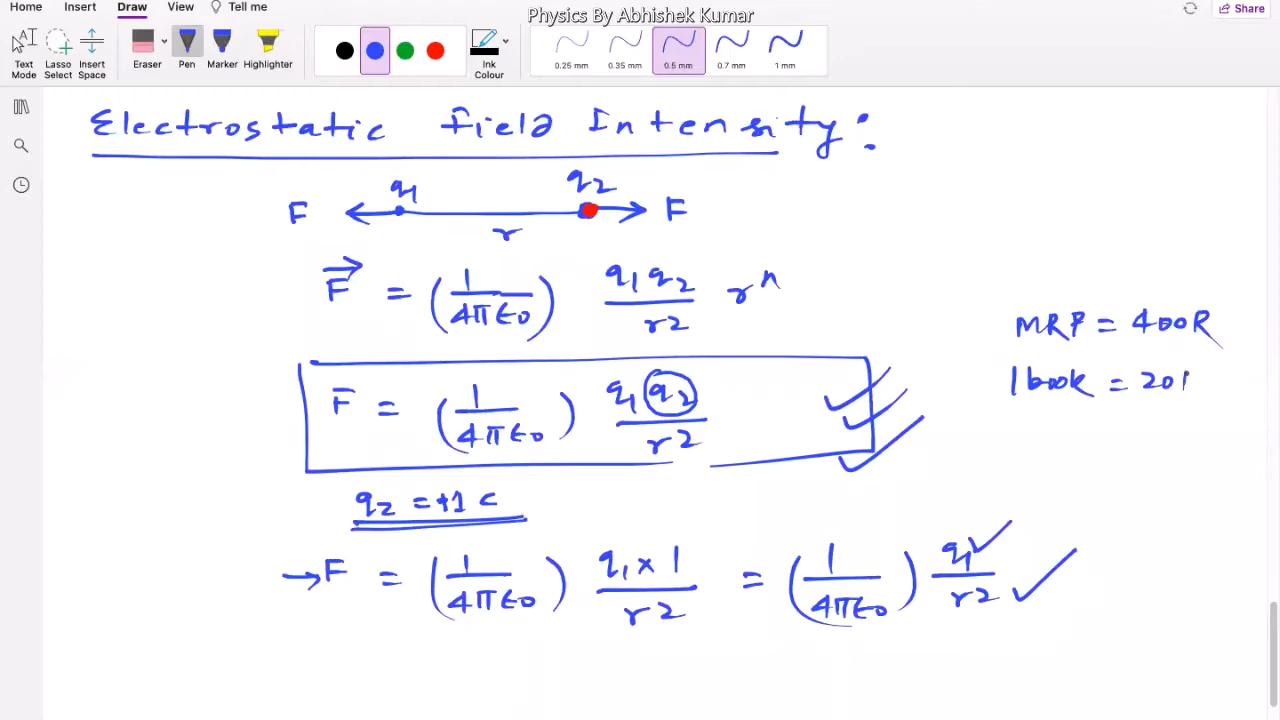 Home Insert Draw View Tell me
Physics By Abhishek Kumar
Share
Text Mode
Lasso Select
Insert Space
Eraser
Pen
Marker
Highlighter
Ink Colour
0.25 mm
0.35 mm
0.5 mm
0.7 mm
1 mm
Electrostatic Field Intensity:
q1 q2
F F
r
F⃗ = (1/4πϵ0) q1q2/r2 r^
F = (1/4πϵ0) q1q2/r2
MRP = 400R
1book = 201
q2 = +1 C
→ F = (1/4πϵ0) q1×1/r2 = (1/4πϵ0) q1/r2